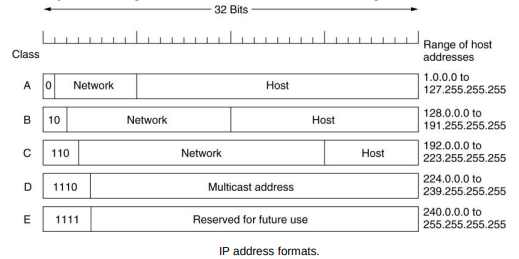 32 Bits
Range of host
addresses
Class
A 0 Network Host 1.0.0.0 to
127.255.255.255
B 10 Network Host 128.0.0.0 to
191.255.255.255
C 110 Network Host 192.0.0.0 to
223.255.255.255
D 1110 Multicast address 224.0.0.0 to
239.255.255.255
E 1111 Reserved for future use 240.0.0.0 to
255.255.255.255
IP address formats.